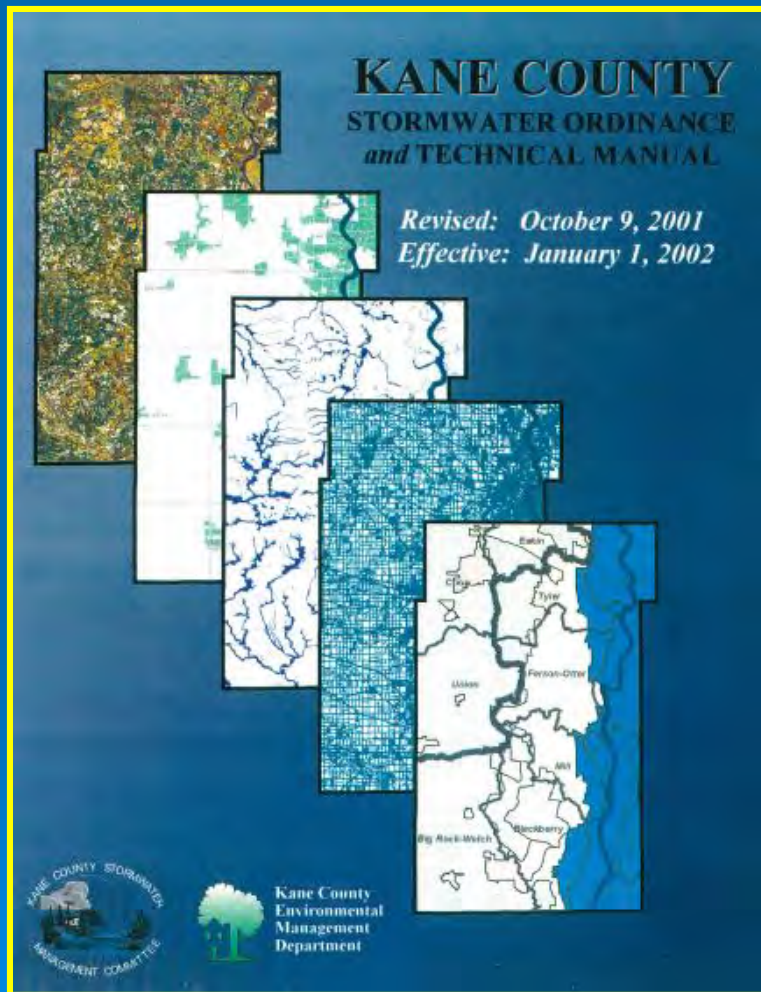 KANE COUNTY
STORMWATER ORDINANCE
and TECHNICAL MANUAL
Revised: October 9, 2001
Effective: January 1, 2002
Eakin
Tyler
Ferson-Otter
Union
Mill
Blackberry
Big Rock-Welch
KANE COUNTY STORMWATER
MANAGEMENT COMMITTEE
Kane County
Environmental
Management
Department